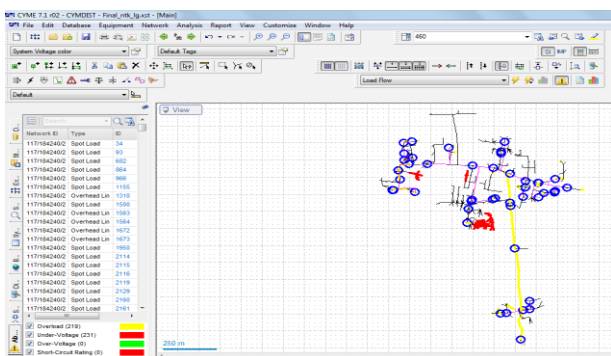 CYME 7.1 r02 - CYMDIST - Final_ntk_lg.xst - [Main]
File Edit Database Equipment Network Analysis Report View Customize Window Help
460
System Voltage color
Default Tags
Load Flow
Default
View
Search
Network ID Type ID
117/184240/2 Spot Load 34
117/184240/2 Spot Load 93
117/184240/2 Spot Load 682
117/184240/2 Spot Load 864
117/184240/2 Spot Load 966
117/184240/2 Spot Load 1155
117/184240/2 Overhead Lin 1310
117/184240/2 Spot Load 1500
117/184240/2 Overhead Lin 1563
117/184240/2 Overhead Lin 1564
117/184240/2 Overhead Lin 1672
117/184240/2 Overhead Lin 1673
117/184240/2 Spot Load 1950
117/184240/2 Spot Load 2114
117/184240/2 Spot Load 2115
117/184240/2 Spot Load 2116
117/184240/2 Spot Load 2119
117/184240/2 Spot Load 2129
117/184240/2 Spot Load 2160
117/184240/2 Spot Load 2161
Overload (219)
Under-Voltage (231)
Over-Voltage (0)
Short-Circuit Rating (0)
250 m